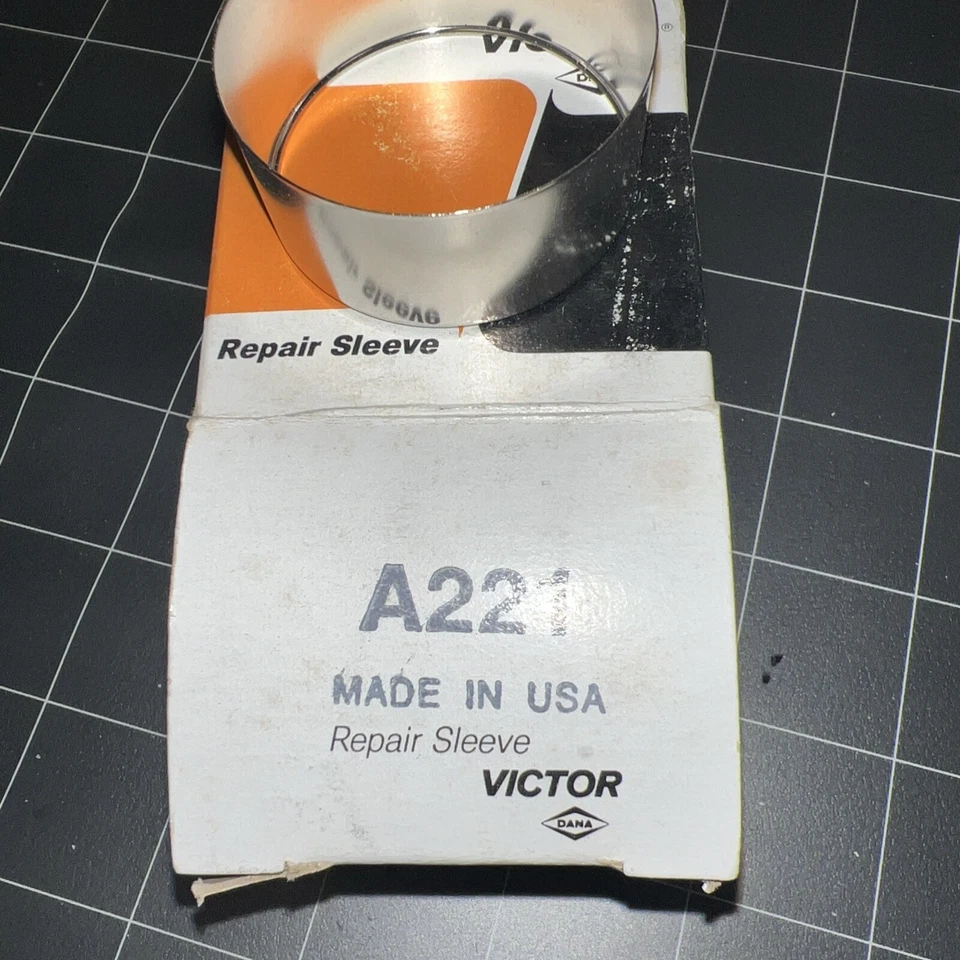 ®
Repair Sleeve
A221
MADE IN USA
Repair Sleeve
VICTOR
DANA